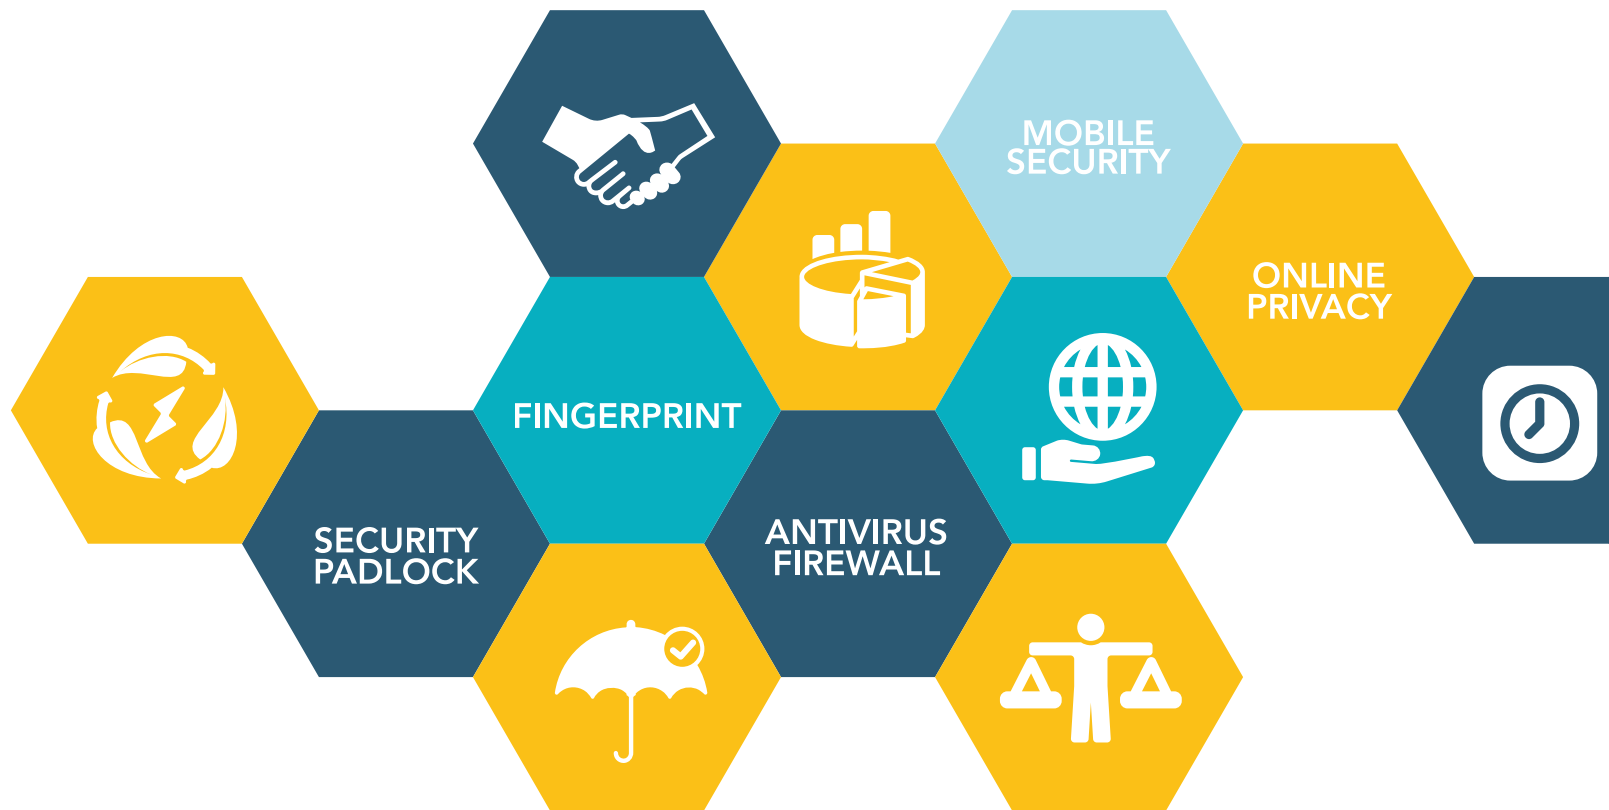 MOBILE
SECURITY
ONLINE
PRIVACY
FINGERPRINT
SECURITY
PADLOCK
ANTIVIRUS
FIREWALL